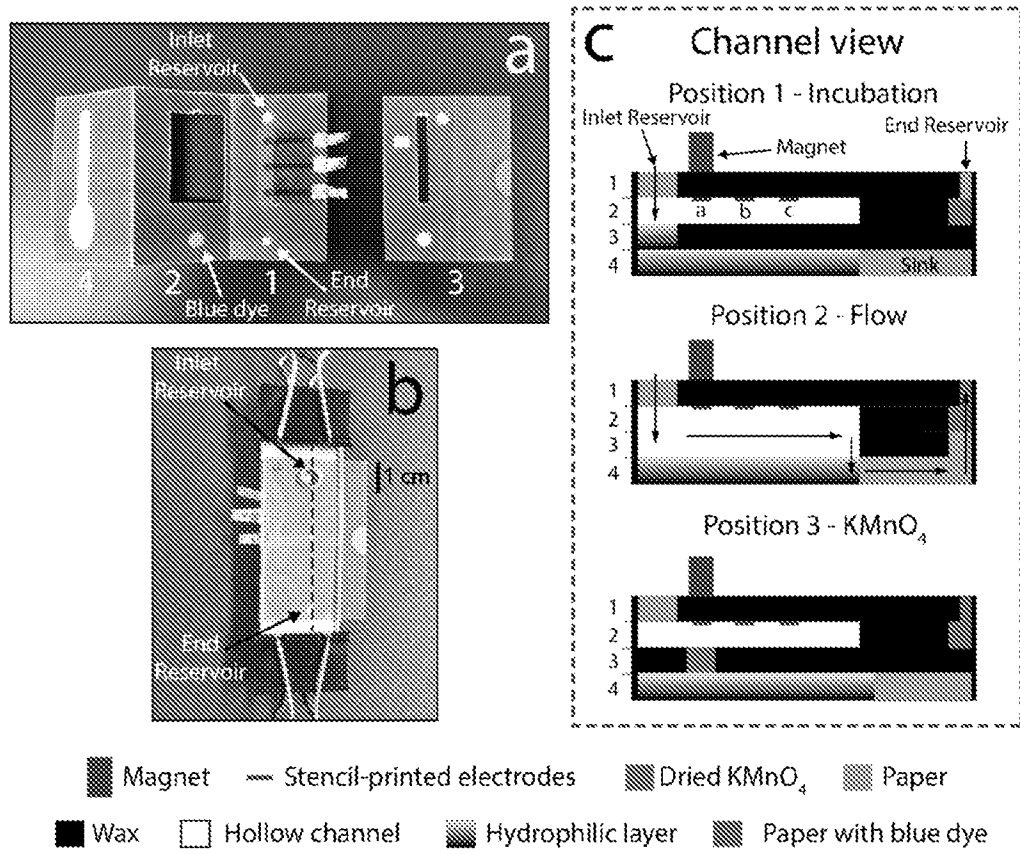 a
Inlet
Reservoir
4
2
1
3
Blue dye
End
Reservoir
b
Inlet
Reservoir
1 cm
End
Reservoir
c
Channel view
Position 1 - Incubation
Inlet Reservoir
End Reservoir
Magnet
1
2
3
4
a
b
c
Sink
Position 2 - Flow
1
2
3
4
Position 3 - KMnO₄
1
2
3
4
Magnet
Stencil-printed electrodes
Dried KMnO₄
Paper
Wax
Hollow channel
Hydrophilic layer
Paper with blue dye